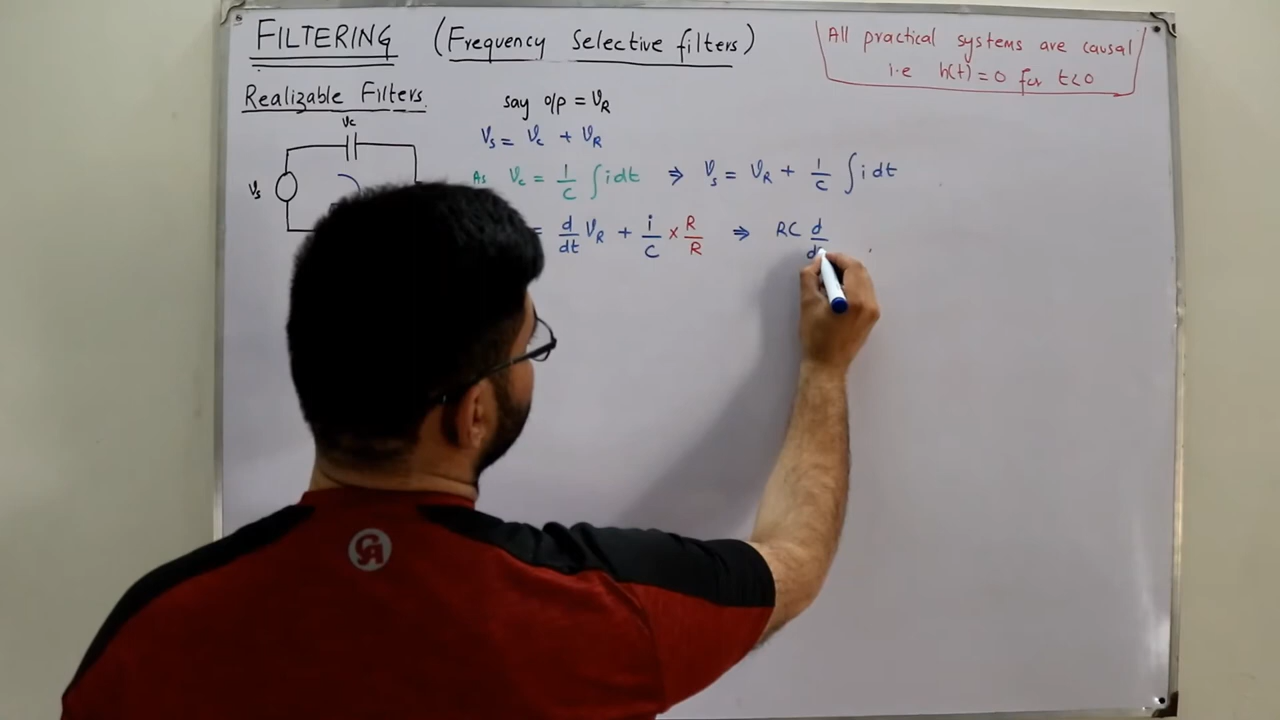 FILTERING (Frequency Selective filters)
All practical systems are causal
i.e h(t) = 0 for t<0
Realizable Filters.
say o/p = VR
Vc
Vs
Vs = Vc + VR
As Vc = 1/C ∫ i dt ⇒ Vs = VR + 1/C ∫ i dt
= d/dt VR + i/C × R/R ⇒ RC d/d